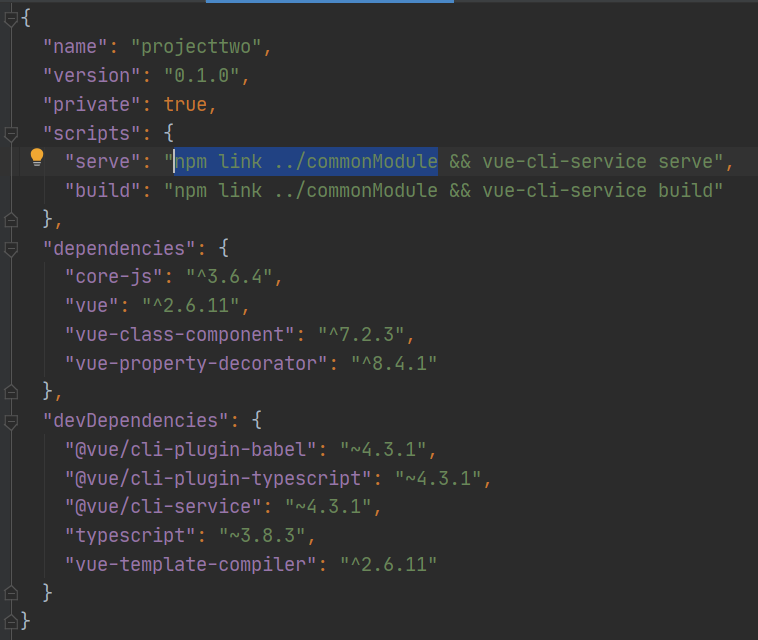 {
"name": "projecttwo",
"version": "0.1.0",
"private": true,
"scripts": {
"serve": "npm link ../commonModule && vue-cli-service serve",
"build": "npm link ../commonModule && vue-cli-service build"
},
"dependencies": {
"core-js": "^3.6.4",
"vue": "^2.6.11",
"vue-class-component": "^7.2.3",
"vue-property-decorator": "^8.4.1"
},
"devDependencies": {
"@vue/cli-plugin-babel": "~4.3.1",
"@vue/cli-plugin-typescript": "~4.3.1",
"@vue/cli-service": "~4.3.1",
"typescript": "~3.8.3",
"vue-template-compiler": "^2.6.11"
}
}